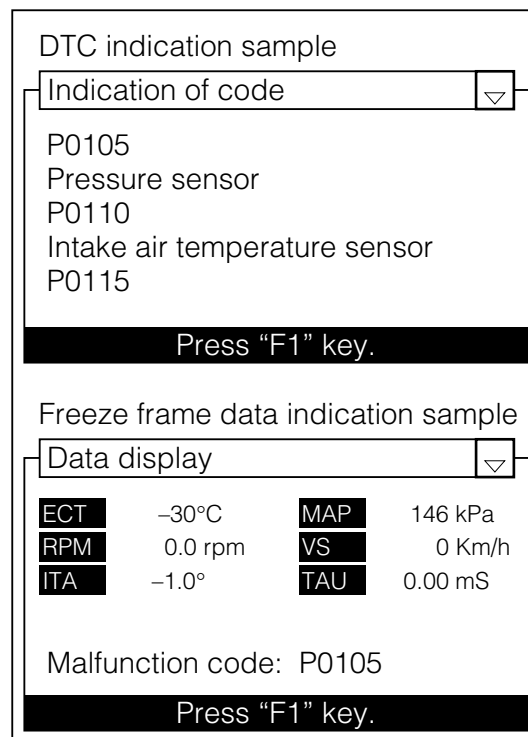 DTC indication sample
Indication of code
P0105
Pressure sensor
P0110
Intake air temperature sensor
P0115
Press “F1” key.
Freeze frame data indication sample
Data display
ECT –30°C MAP 146 kPa
RPM 0.0 rpm VS 0 Km/h
ITA –1.0° TAU 0.00 mS
Malfunction code: P0105
Press “F1” key.